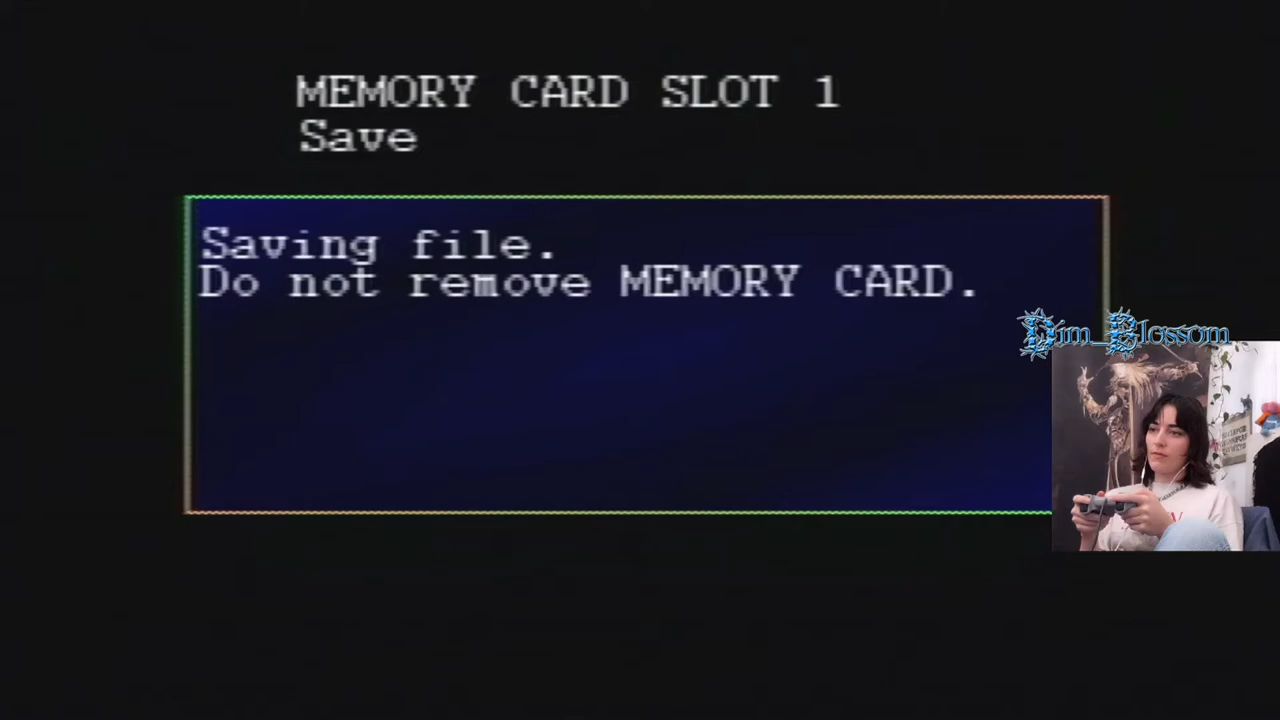 MEMORY CARD SLOT 1
Save
Saving file.
Do not remove MEMORY CARD.
Dim_Blossom